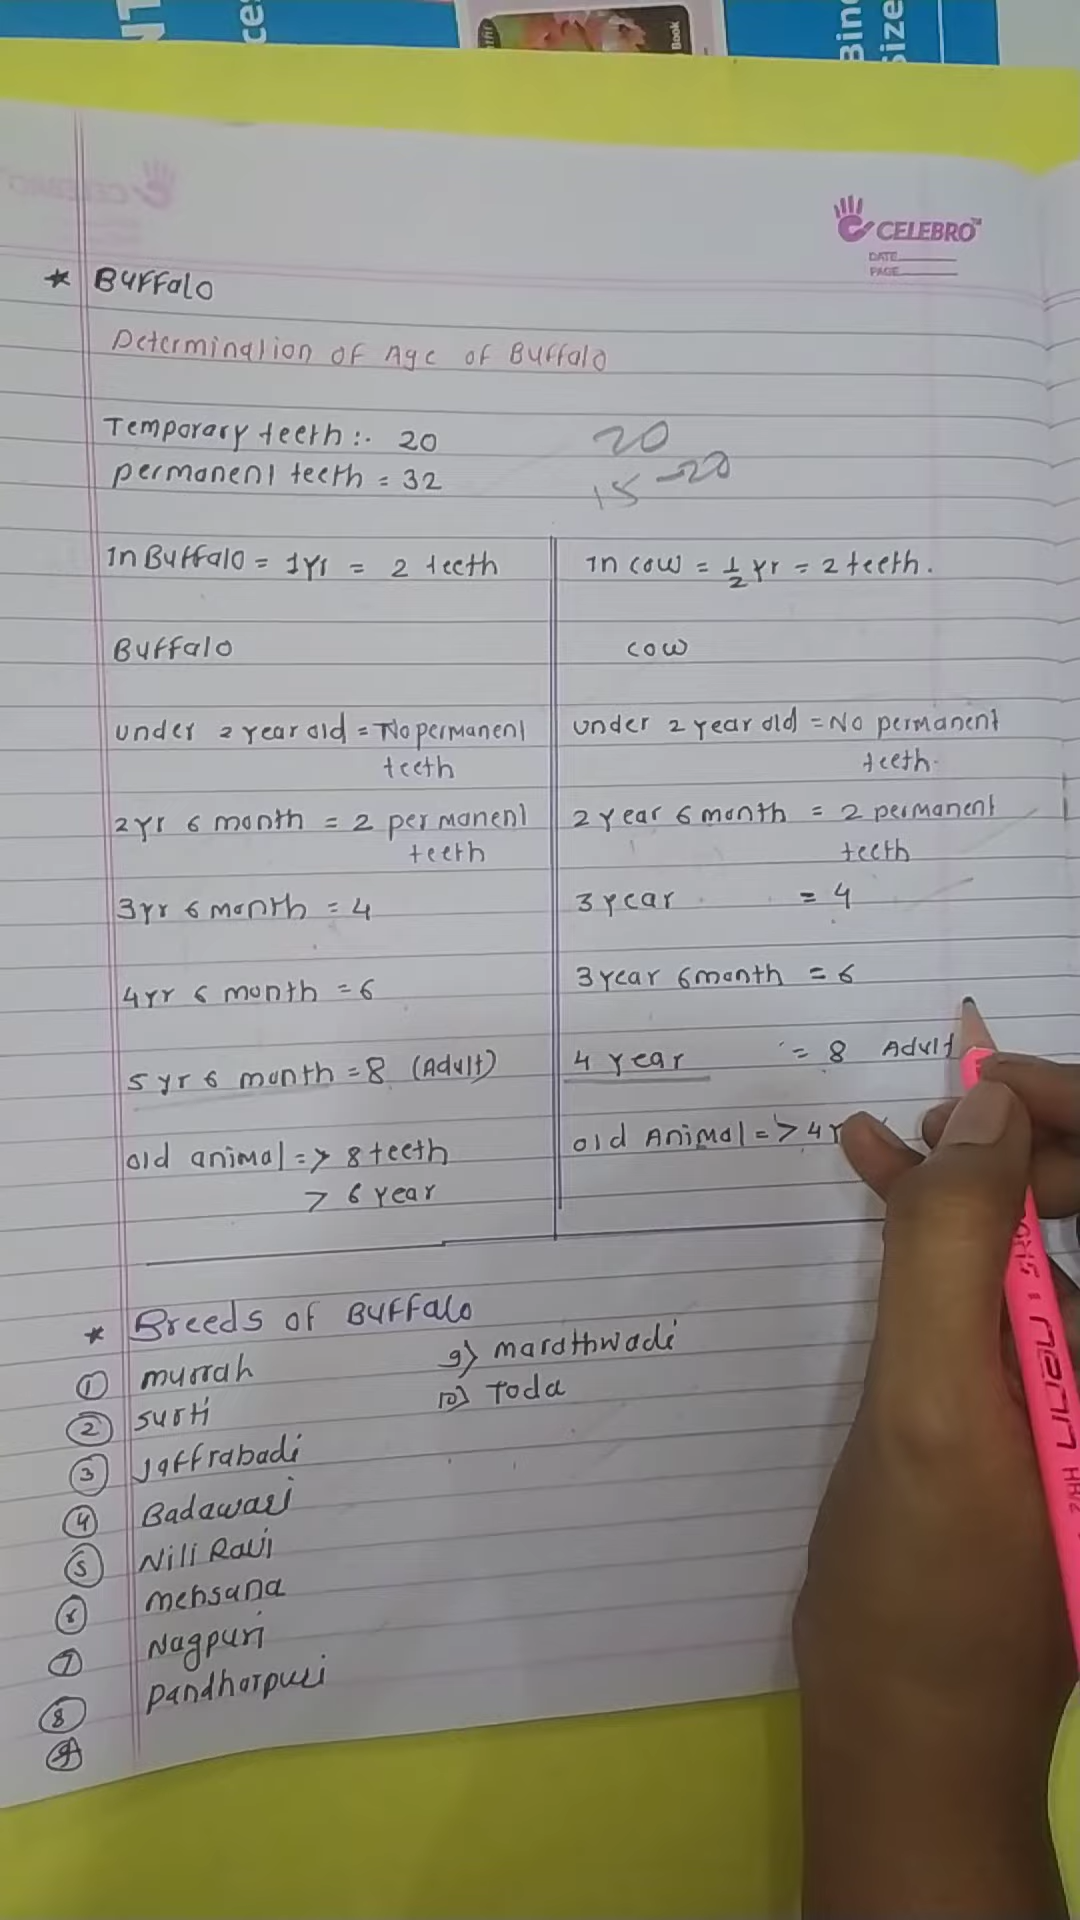 Bin
Size
Book
CELEBRO
DATE
PAGE
* Buffalo
Determination of Age of Buffalo
Temporary teeth :- 20
20
permanent teeth = 32
15-20
In Buffalo = 1yr = 2 teeth
In cow = 1/2 yr = 2 teeth.
Buffalo
cow
under 2 year old = No permanent
teeth
under 2 year old = No permanent
teeth.
2yr 6 month = 2 permanent
teeth
2 year 6 month = 2 permanent
teeth
3yr 6 month = 4
3 year = 4
4yr 6 month = 6
3 year 6 month = 6
5 yr 6 month = 8 (Adult)
4 year = 8 Adult
old animal = > 8 teeth
> 6 year
old Animal = > 4
* Breeds of Buffalo
① murrah
9) marathwadi
② surti
10) Toda
③ Jaffrabadi
④ Badawari
⑤ Nili Ravi
⑥ mehsana
⑦ Nagpuri
⑧ pandharpuri
⑨